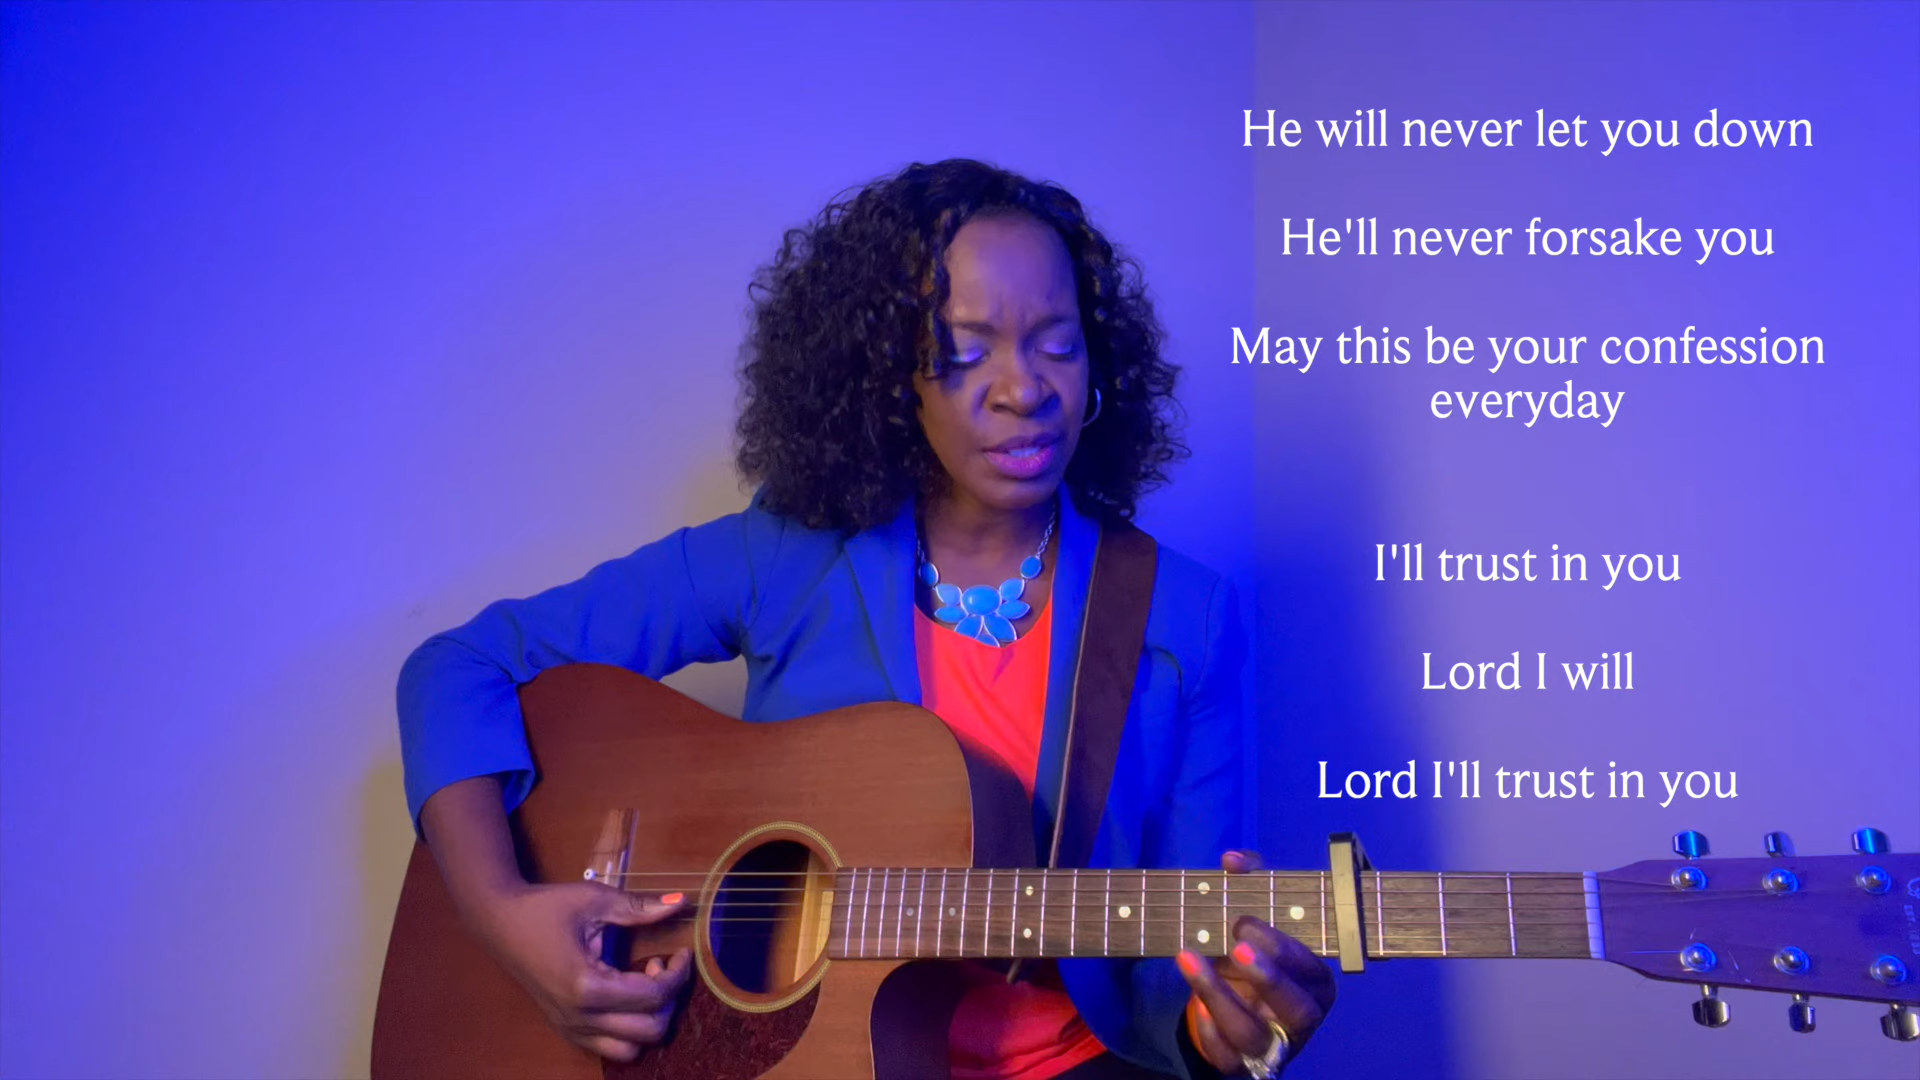 He will never let you down
He'll never forsake you
May this be your confession
everyday
I'll trust in you
Lord I will
Lord I'll trust in you